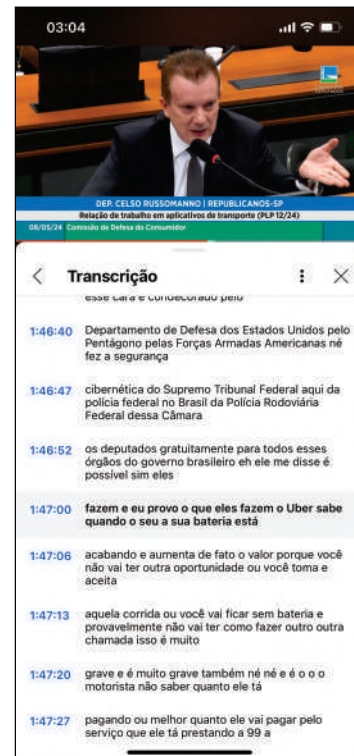 03:04
DEP. CELSO RUSSOMANNO | REPUBLICANOS-SP
Relação de trabalho em aplicativos de transporte (PLP 12/24)
08/05/24 Comissão de Defesa do Consumidor
Transcrição
esse cara é condecorado pelo
1:46:40 Departamento de Defesa dos Estados Unidos pelo
Pentágono pelas Forças Armadas Americanas né
fez a segurança
1:46:47 cibernética do Supremo Tribunal Federal aqui da
polícia federal no Brasil da Polícia Rodoviária
Federal dessa Câmara
1:46:52 os deputados gratuitamente para todos esses
órgãos do governo brasileiro eh ele me disse é
possível sim eles
1:47:00 fazem e eu provo o que eles fazem o Uber sabe
quando o seu a sua bateria está
1:47:06 acabando e aumenta de fato o valor porque você
não vai ter outra oportunidade ou você toma e
aceita
1:47:13 aquela corrida ou você vai ficar sem bateria e
provavelmente não vai ter como fazer outro outra
chamada isso é muito
1:47:20 grave e é muito grave também né né e é o o o
motorista não saber quanto ele tá
1:47:27 pagando ou melhor quanto ele vai pagar pelo
serviço que ele tá prestando a 99 a